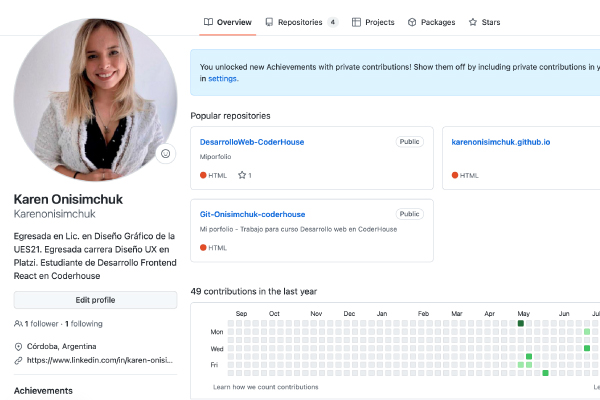 Overview
Repositories 4
Projects
Packages
Stars
You unlocked new Achievements with private contributions! Show them off by including private contributions in
in settings.
Popular repositories
DesarrolloWeb-CoderHouse
Public
Miporfolio
HTML
1
karenonisimchuk.github.io
HTML
Git-Onisimchuk-coderhouse
Public
Mi porfolio - Trabajo para curso Desarrollo web en CoderHouse
HTML
Karen Onisimchuk
Karenonisimchuk
Egresada en Lic. en Diseño Gráfico de la
UES21. Egresada carrera Diseño UX en
Platzi. Estudiante de Desarrollo Frontend
React en Coderhouse
Edit profile
1 follower · 1 following
Córdoba, Argentina
https://www.linkedin.com/in/karen-onisi...
Achievements
49 contributions in the last year
Sep Oct Nov Dec Jan Feb Mar Apr May Jun
Mon
Wed
Fri
Learn how we count contributions